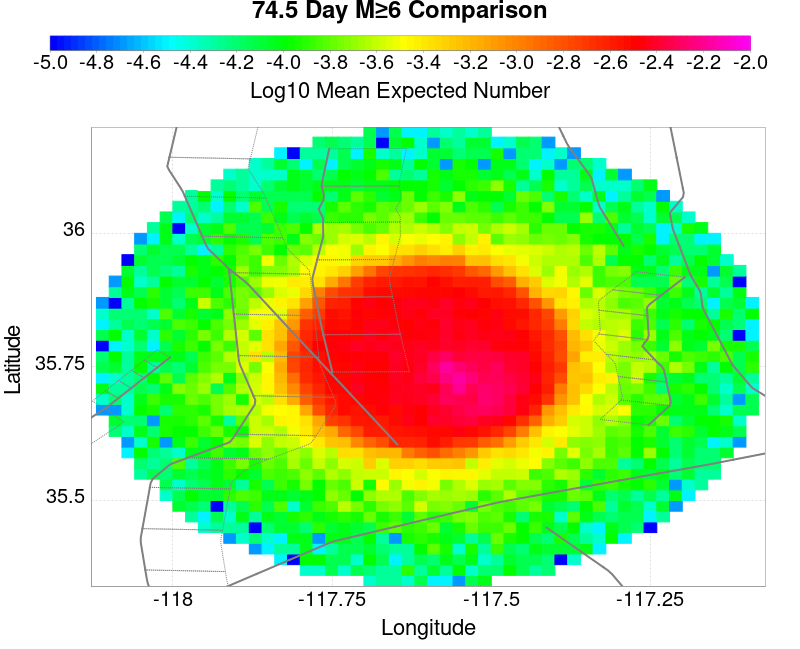 74.5 Day M≥6 Comparison
-5.0 -4.8 -4.6 -4.4 -4.2 -4.0 -3.8 -3.6 -3.4 -3.2 -3.0 -2.8 -2.6 -2.4 -2.2 -2.0
Log10 Mean Expected Number
36
35.75
35.5
Latitude
-118 -117.75 -117.5 -117.25
Longitude